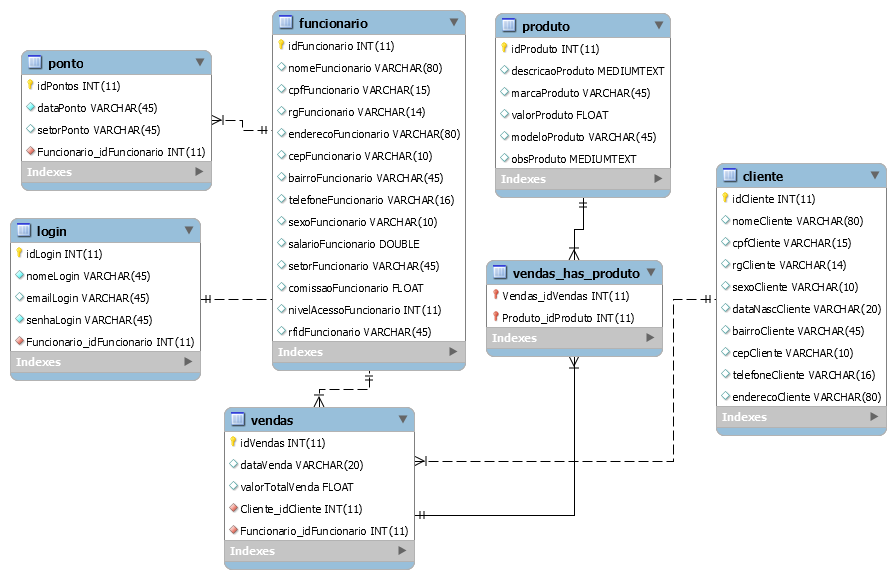 ponto
idPontos INT(11)
dataPonto VARCHAR(45)
setorPonto VARCHAR(45)
Funcionario_idFuncionario INT(11)
Indexes
login
idLogin INT(11)
nomeLogin VARCHAR(45)
emailLogin VARCHAR(45)
senhaLogin VARCHAR(45)
Funcionario_idFuncionario INT(11)
Indexes
funcionario
idFuncionario INT(11)
nomeFuncionario VARCHAR(80)
cpfFuncionario VARCHAR(15)
rgFuncionario VARCHAR(14)
enderecoFuncionario VARCHAR(80)
cepFuncionario VARCHAR(10)
bairroFuncionario VARCHAR(45)
telefoneFuncionario VARCHAR(16)
sexoFuncionario VARCHAR(10)
salarioFuncionario DOUBLE
setorFuncionario VARCHAR(45)
comissaoFuncionario FLOAT
nivelAcessoFuncionario INT(11)
rfidFuncionario VARCHAR(45)
Indexes
vendas
idVendas INT(11)
dataVenda VARCHAR(20)
valorTotalVenda FLOAT
Cliente_idCliente INT(11)
Funcionario_idFuncionario INT(11)
Indexes
produto
idProduto INT(11)
descricaoProduto MEDIUMTEXT
marcaProduto VARCHAR(45)
valorProduto FLOAT
modeloProduto VARCHAR(45)
obsProduto MEDIUMTEXT
Indexes
vendas_has_produto
Vendas_idVendas INT(11)
Produto_idProduto INT(11)
Indexes
cliente
idCliente INT(11)
nomeCliente VARCHAR(80)
cpfCliente VARCHAR(15)
rgCliente VARCHAR(14)
sexoCliente VARCHAR(10)
dataNascCliente VARCHAR(20)
bairroCliente VARCHAR(45)
cepCliente VARCHAR(10)
telefoneCliente VARCHAR(16)
enderecoCliente VARCHAR(80)
Indexes